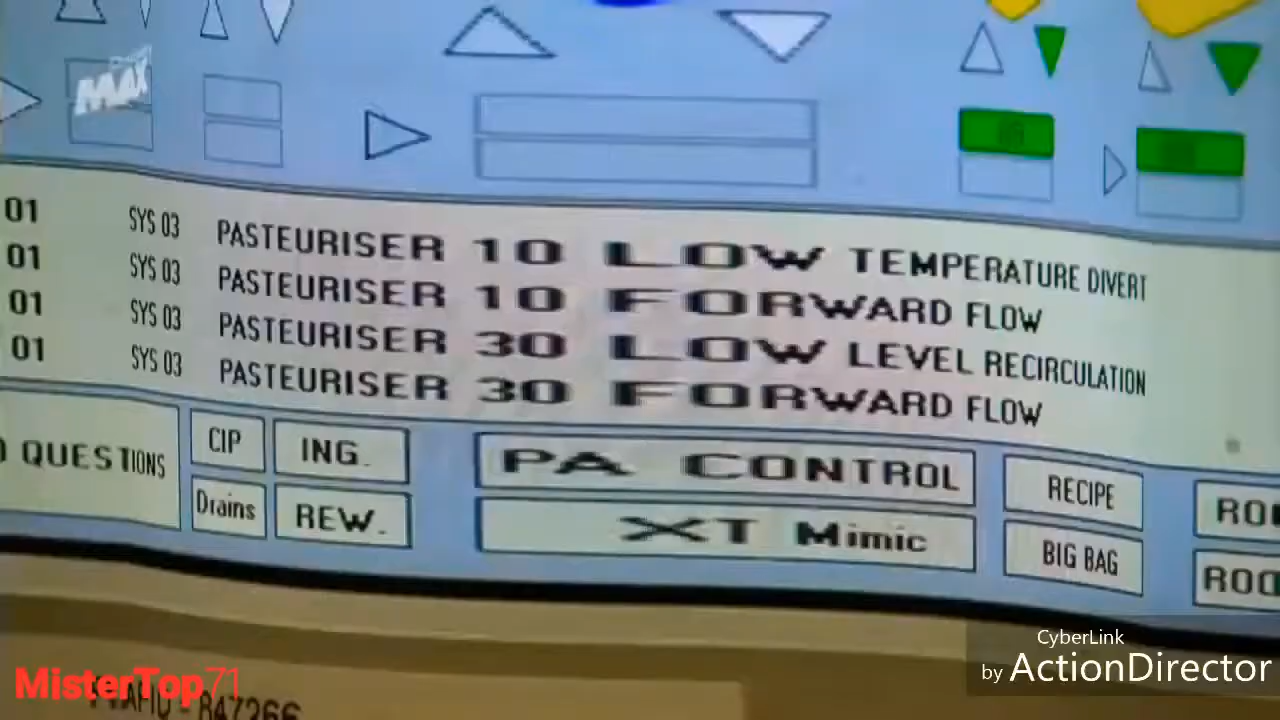 MAX
01 SYS 03 PASTEURISER 10 LOW TEMPERATURE DIVERT
01 SYS 03 PASTEURISER 10 FORWARD FLOW
01 SYS 03 PASTEURISER 30 LOW LEVEL RECIRCULATION
01 SYS 03 PASTEURISER 30 FORWARD FLOW
QUESTIONS
CIP
ING.
PA CONTROL
RECIPE
Drains
REW.
XT Mimic
BIG BAG
CyberLink
by ActionDirector
MisterTop71